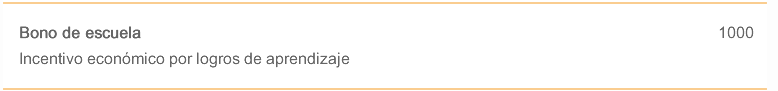 Bono de escuela 1000
Incentivo económico por logros de aprendizaje